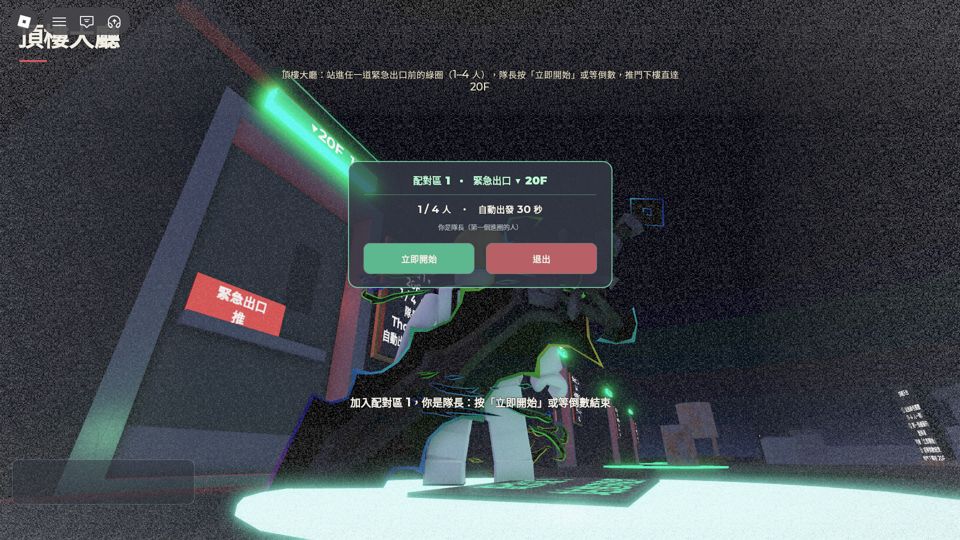 頂樓大廳
頂樓大廳：站進任一道緊急出口前的綠圈（1–4 人），隊長按「立即開始」或等倒數，推門下樓直達
20F
▼20F
配對區 1 • 緊急出口 ▼ 20F
1 / 4 人 • 自動出發 30 秒
你是隊長（第一個進圈的人）
立即開始
退出
緊急出口
推
加入配對區 1，你是隊長：按「立即開始」或等倒數結束